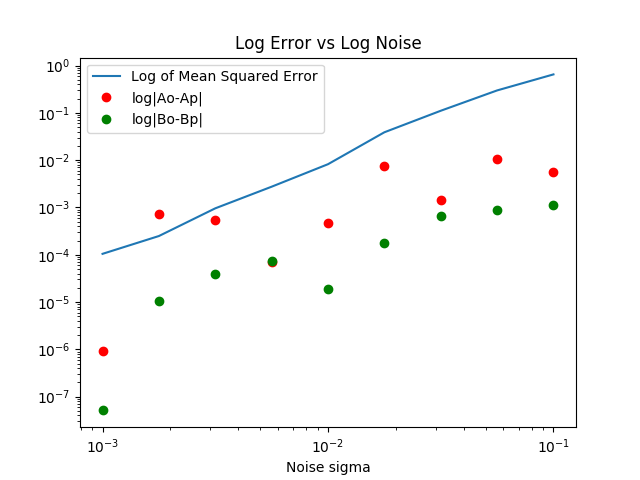 Log Error vs Log Noise
Log of Mean Squared Error
log|Ao-Ap|
log|Bo-Bp|
10⁰
10⁻¹
10⁻²
10⁻³
10⁻⁴
10⁻⁵
10⁻⁶
10⁻⁷
10⁻³ 10⁻² 10⁻¹
Noise sigma